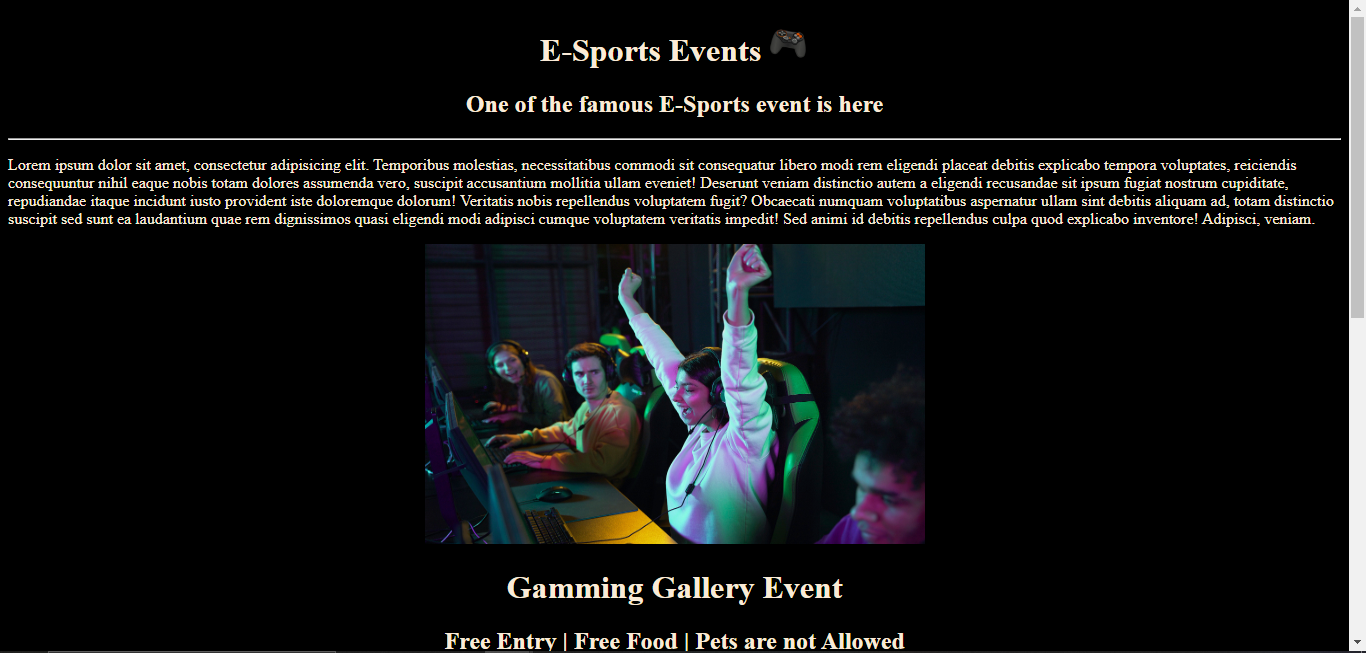 E-Sports Events 🎮
One of the famous E-Sports event is here
Lorem ipsum dolor sit amet, consectetur adipisicing elit. Temporibus molestias, necessitatibus commodi sit consequatur libero modi rem eligendi placeat debitis explicabo tempora voluptates, reiciendis
consequuntur nihil eaque nobis totam dolores assumenda vero, suscipit accusantium mollitia ullam eveniet! Deserunt veniam distinctio autem a eligendi recusandae sit ipsum fugiat nostrum cupiditate,
repudiandae itaque incidunt iusto provident iste doloremque dolorum! Veritatis nobis repellendus voluptatem fugit? Obcaecati numquam voluptatibus aspernatur ullam sint debitis aliquam ad, totam distinctio
suscipit sed sunt ea laudantium quae rem dignissimos quasi eligendi modi adipisci cumque voluptatem veritatis impedit! Sed animi id debitis repellendus culpa quod explicabo inventore! Adipisci, veniam.
Gamming Gallery Event
Free Entry | Free Food | Pets are not Allowed